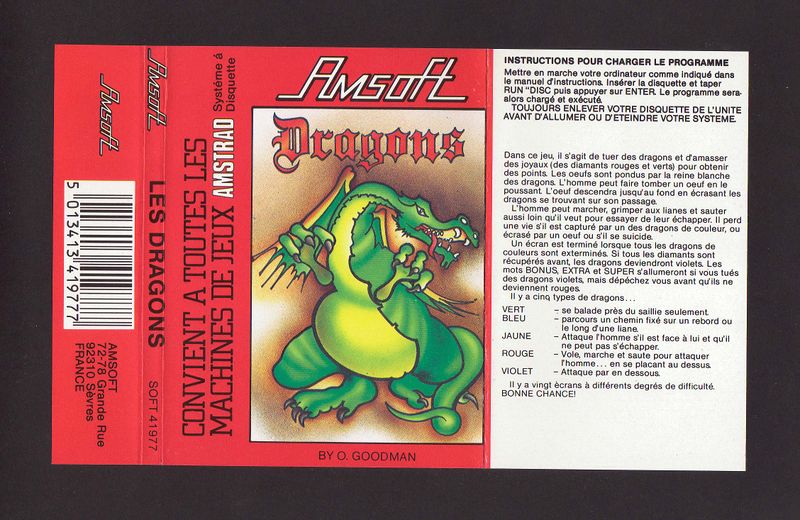 Amsoft
5 013413 419777
AMSOFT
72-78 Grande Rue
92310 Sèvres
FRANCE
Amsoft
LES DRAGONS
SOFT 41977
CONVIENT A TOUTES LES
MACHINES DE JEUX AMSTRAD Système à
Disquette
Amsoft
Dragons
BY O. GOODMAN
INSTRUCTIONS POUR CHARGER LE PROGRAMME
Mettre en marche votre ordinateur comme indiqué dans
le manuel d'instructions. Insérer la disquette et taper
RUN "DISC puis appuyer sur ENTER. Le programme sera
alors chargé et exécuté.
TOUJOURS ENLEVER VOTRE DISQUETTE DE L'UNITE
AVANT D'ALLUMER OU D'ETEINDRE VOTRE SYSTEME.
Dans ce jeu, il s'agit de tuer des dragons et d'amasser
des joyaux (des diamants rouges et verts) pour obtenir
des points. Les oeufs sont pondus par la reine blanche
des dragons. L'homme peut faire tomber un oeuf en le
poussant. L'oeuf descend jusqu'au fond en écrasant les
dragons se trouvant sur son passage.
L'homme peut marcher, grimper aux lianes et sauter
aussi loin qu'il veut pour essayer de leur échapper. Il perd
une vie s'il est capturé par un des dragons de couleur, ou
écrasé par un oeuf ou s'il se suicide.
Un écran est terminé lorsque tous les dragons de
couleurs sont exterminés. Si tous les diamants sont
récupérés avant, les dragons deviendront violets. Les
mots BONUS, EXTRA et SUPER s'allumeront si vous tués
des dragons violets, mais dépéchez vous avant qu'ils ne
deviennent rouges.
Il y a cinq types de dragons...
VERT – se balade près du saillie seulement.
BLEU – parcours un chemin fixé sur un rebord ou
le long d'une liane.
JAUNE – Attaque l'homme s'il est face à lui et qu'il
ne peut pas s'échapper.
ROUGE – Vole, marche et saute pour attaquer
l'homme... en se placant au dessus.
VIOLET – Attaque par en dessous.
Il y a vingt écrans à différents degrés de difficulté.
BONNE CHANCE!